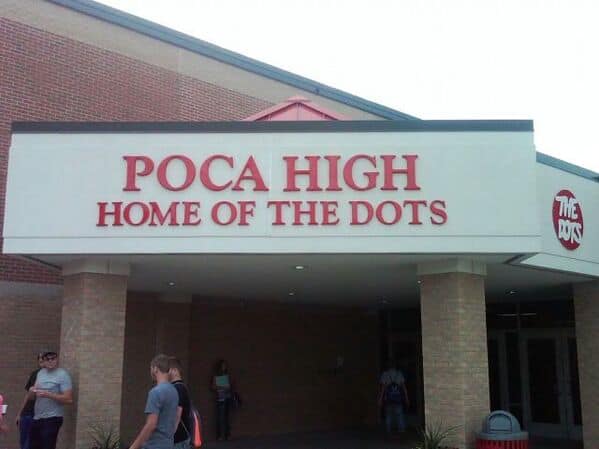 POCA HIGH
HOME OF THE DOTS
THE
DOTS